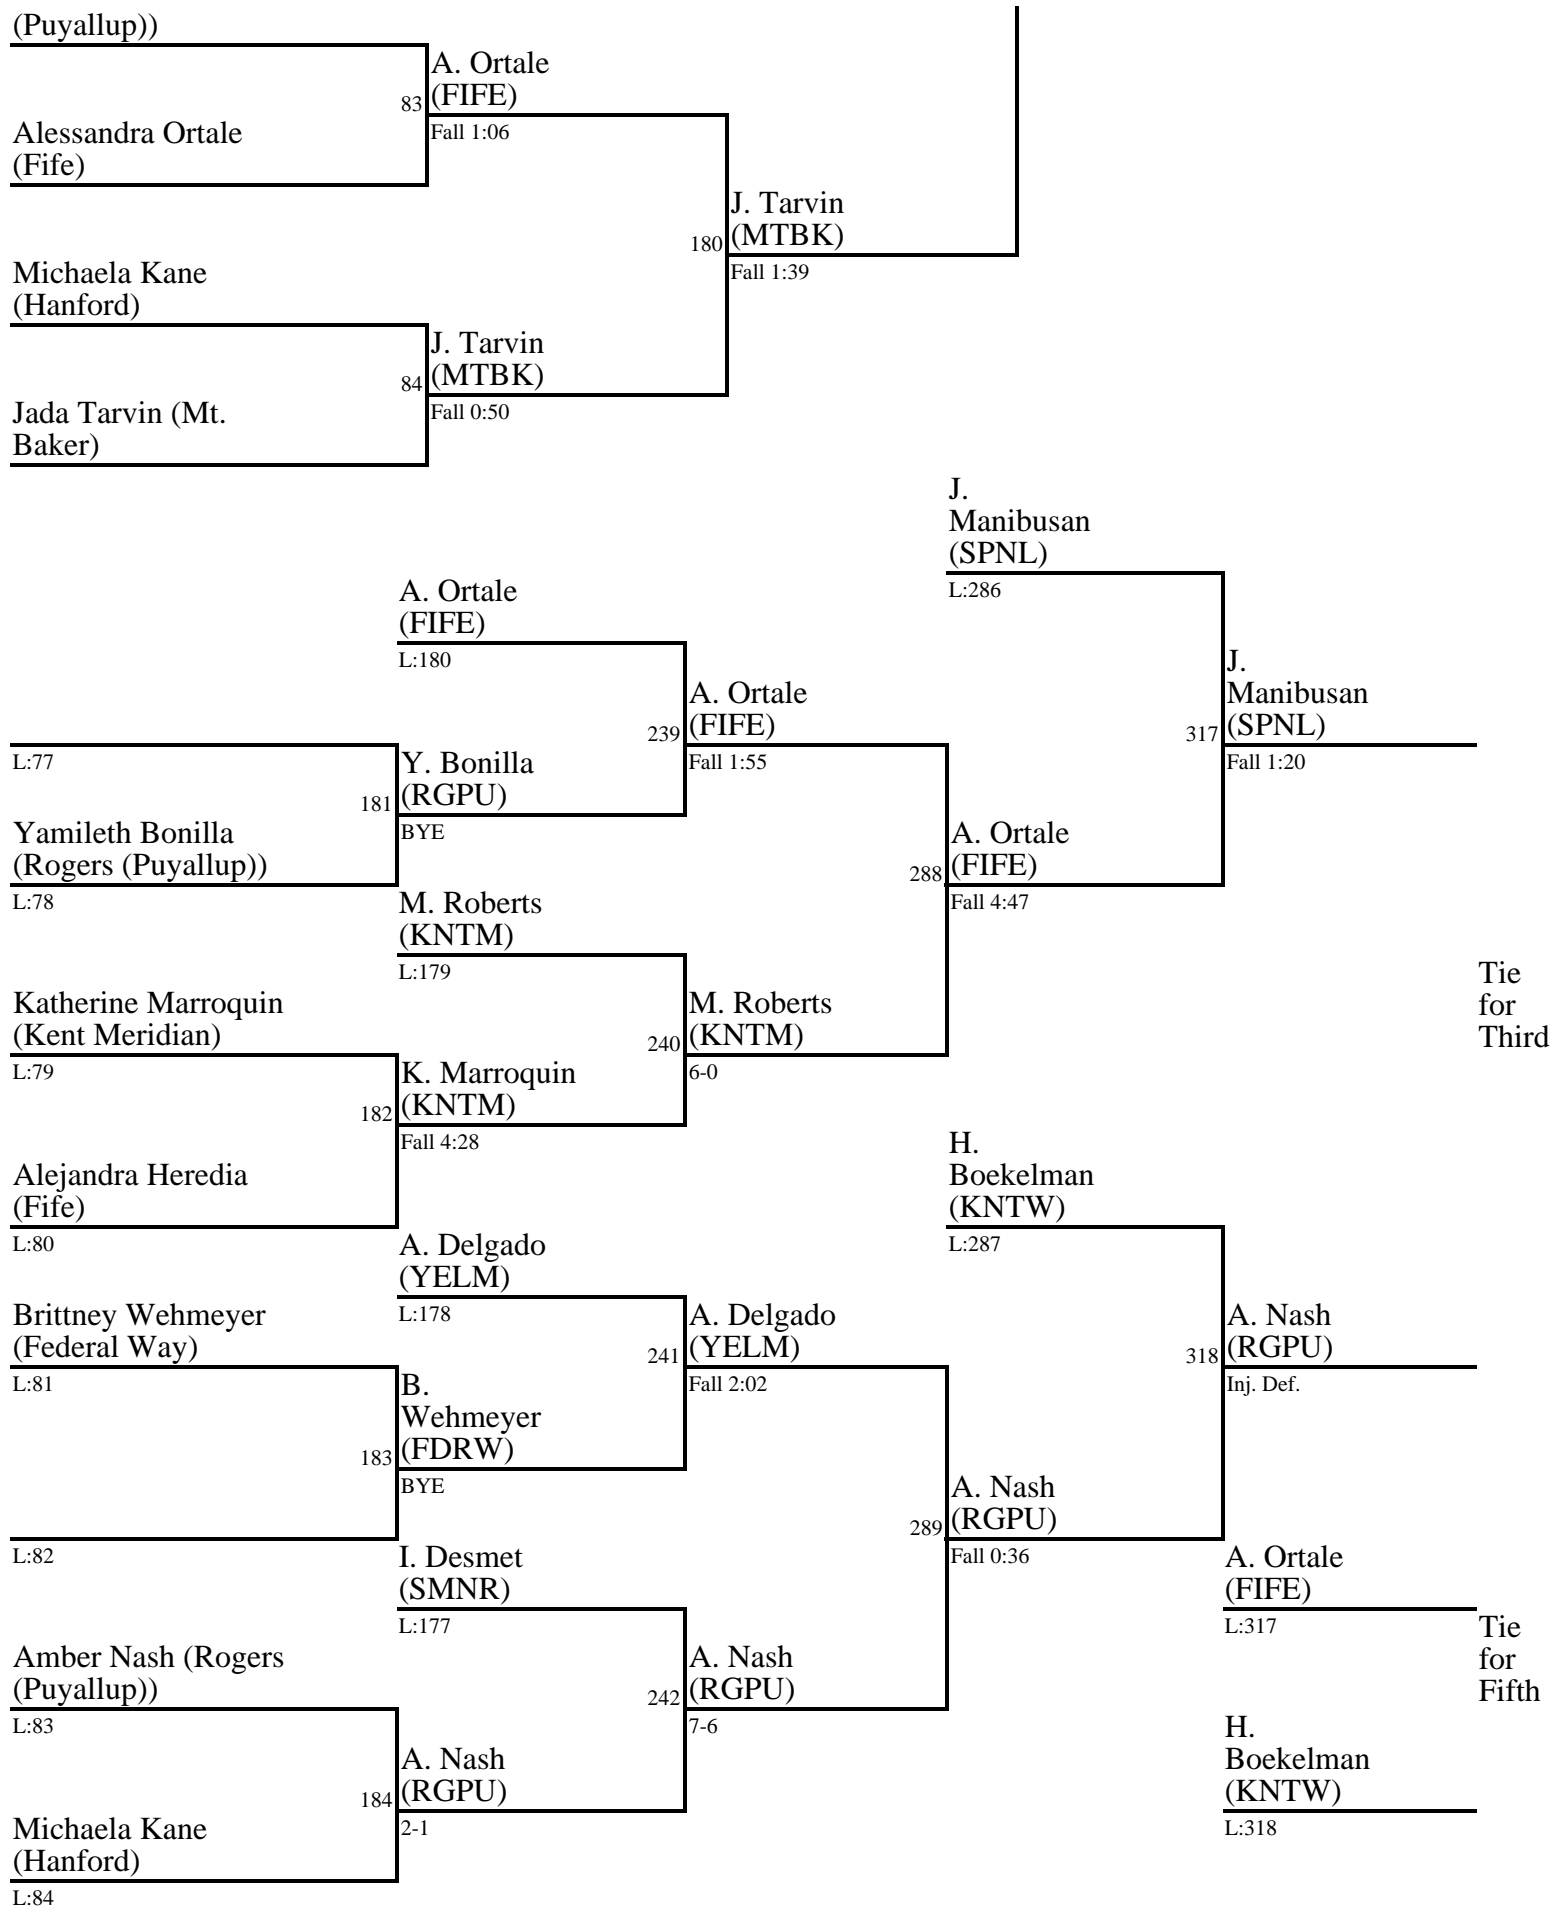 (Puyallup))
A. Ortale
(FIFE)
83
Fall 1:06
Alessandra Ortale
(Fife)
J. Tarvin
(MTBK)
180
Fall 1:39
Michaela Kane
(Hanford)
J. Tarvin
(MTBK)
84
Fall 0:50
Jada Tarvin (Mt.
Baker)
J.
Manibusan
(SPNL)
L:286
A. Ortale
(FIFE)
L:180
J.
Manibusan
(SPNL)
317
Fall 1:20
A. Ortale
(FIFE)
239
Fall 1:55
L:77
Y. Bonilla
(RGPU)
181
BYE
Yamileth Bonilla
(Rogers (Puyallup))
L:78
A. Ortale
(FIFE)
288
Fall 4:47
M. Roberts
(KNTM)
L:179
Tie
for
Third
Katherine Marroquin
(Kent Meridian)
L:79
M. Roberts
(KNTM)
240
6-0
K. Marroquin
(KNTM)
182
Fall 4:28
H.
Boekelman
(KNTW)
L:287
Alejandra Heredia
(Fife)
L:80
A. Delgado
(YELM)
L:178
Brittney Wehmeyer
(Federal Way)
L:81
A. Delgado
(YELM)
241
Fall 2:02
A. Nash
(RGPU)
318
Inj. Def.
B.
Wehmeyer
(FDRW)
183
BYE
A. Nash
(RGPU)
289
Fall 0:36
L:82
I. Desmet
(SMNR)
L:177
A. Ortale
(FIFE)
L:317
Tie
for
Fifth
Amber Nash (Rogers
(Puyallup))
L:83
A. Nash
(RGPU)
242
7-6
H.
Boekelman
(KNTW)
L:318
A. Nash
(RGPU)
184
2-1
Michaela Kane
(Hanford)
L:84